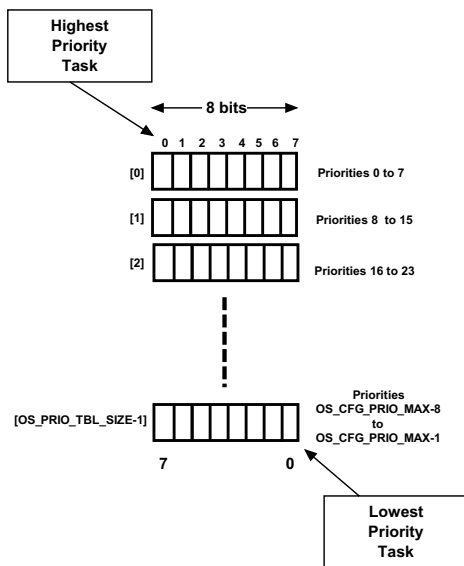 Highest
Priority
Task
8 bits
0 1 2 3 4 5 6 7
[0]
Priorities 0 to 7
[1]
Priorities 8 to 15
[2]
Priorities 16 to 23
[OS_PRIO_TBL_SIZE-1]
Priorities
OS_CFG_PRIO_MAX-8
to
OS_CFG_PRIO_MAX-1
7 0
Lowest
Priority
Task